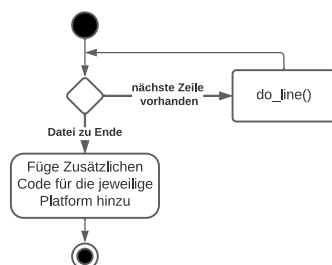 nächste Zeile
vorhanden
do_line()
Datei zu Ende
Füge Zusätzlichen
Code für die jeweilige
Platform hinzu